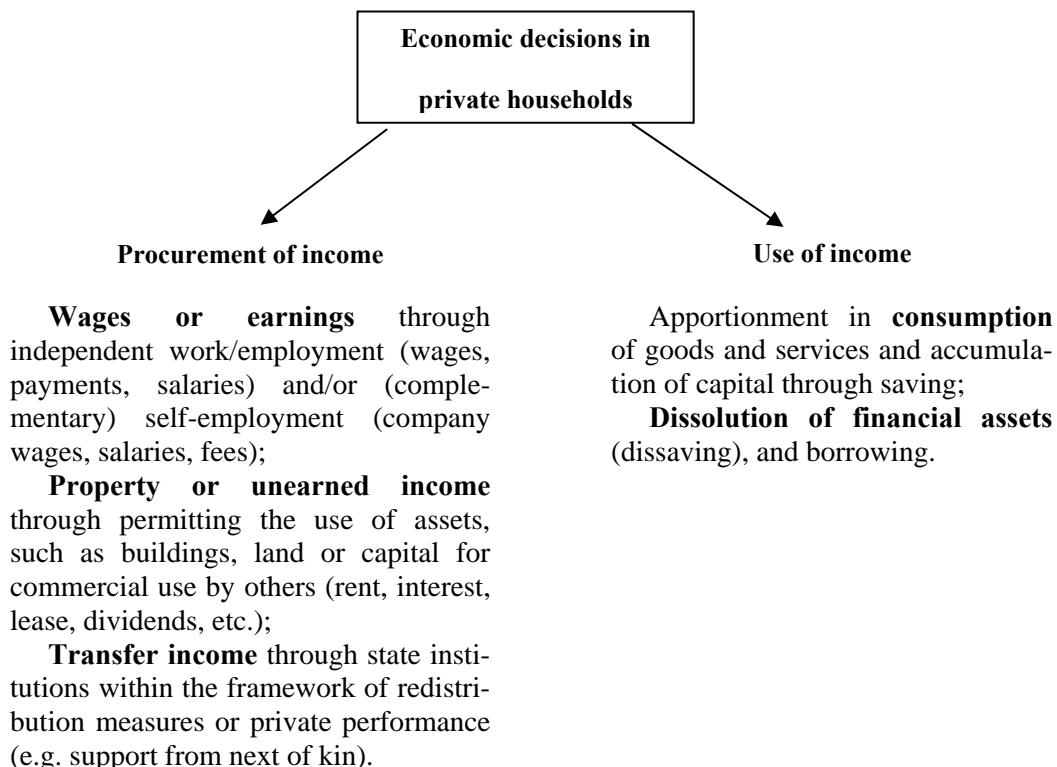 Economic decisions in
private households
Procurement of income
Wages or earnings through
independent work/employment (wages,
payments, salaries) and/or (comple-
mentary) self-employment (company
wages, salaries, fees);
Property or unearned income
through permitting the use of assets,
such as buildings, land or capital for
commercial use by others (rent, interest,
lease, dividends, etc.);
Transfer income through state insti-
tutions within the framework of redistri-
bution measures or private performance
(e.g. support from next of kin).
Use of income
Apportionment in consumption
of goods and services and accumula-
tion of capital through saving;
Dissolution of financial assets
(dissaving), and borrowing.